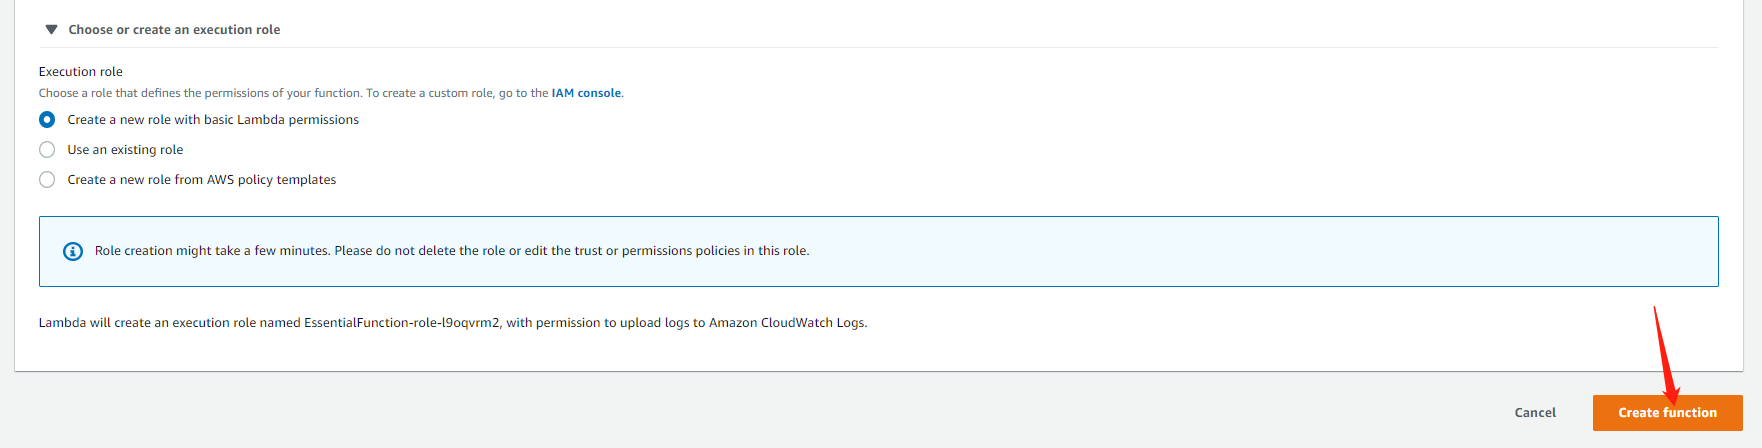 Choose or create an execution role
Execution role
Choose a role that defines the permissions of your function. To create a custom role, go to the IAM console.
Create a new role with basic Lambda permissions
Use an existing role
Create a new role from AWS policy templates
Role creation might take a few minutes. Please do not delete the role or edit the trust or permissions policies in this role.
Lambda will create an execution role named EssentialFunction-role-l9oqvrm2, with permission to upload logs to Amazon CloudWatch Logs.
Cancel
Create function